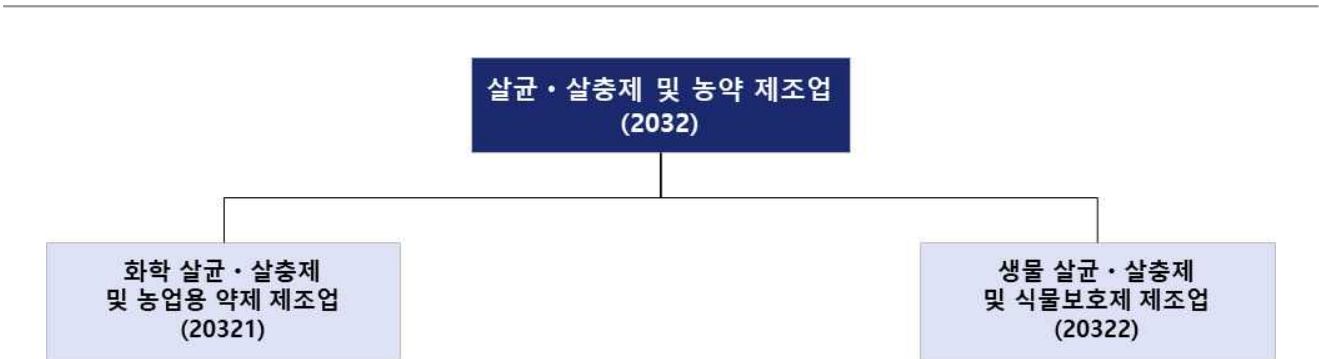 살균・살충제 및 농약 제조업
(2032)
화학 살균・살충제
및 농업용 약제 제조업
(20321)
생물 살균・살충제
및 식물보호제 제조업
(20322)